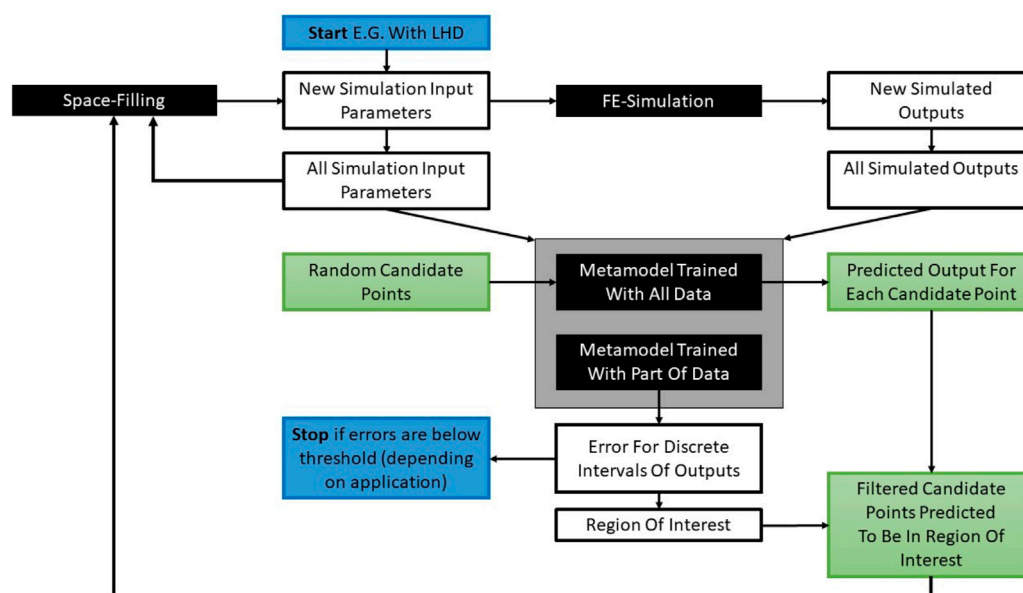 Start E.G. With LHD
Space-Filling
New Simulation Input
Parameters
FE-Simulation
New Simulated
Outputs
All Simulation Input
Parameters
All Simulated Outputs
Random Candidate
Points
Metamodel Trained
With All Data
Predicted Output For
Each Candidate Point
Metamodel Trained
With Part Of Data
Stop if errors are below
threshold (depending
on application)
Error For Discrete
Intervals Of Outputs
Region Of Interest
Filtered Candidate
Points Predicted
To Be In Region Of
Interest